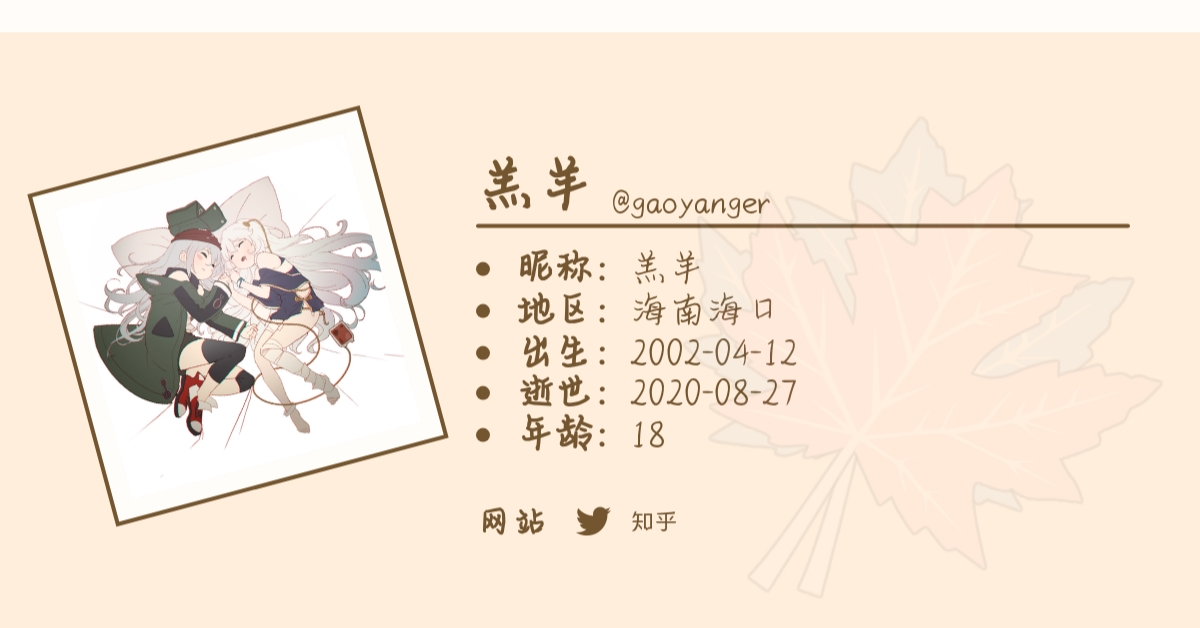 羔羊 @gaoyanger
昵称： 羔羊
地区： 海南海口
出生： 2002-04-12
逝世： 2020-08-27
年龄： 18
网站 知乎